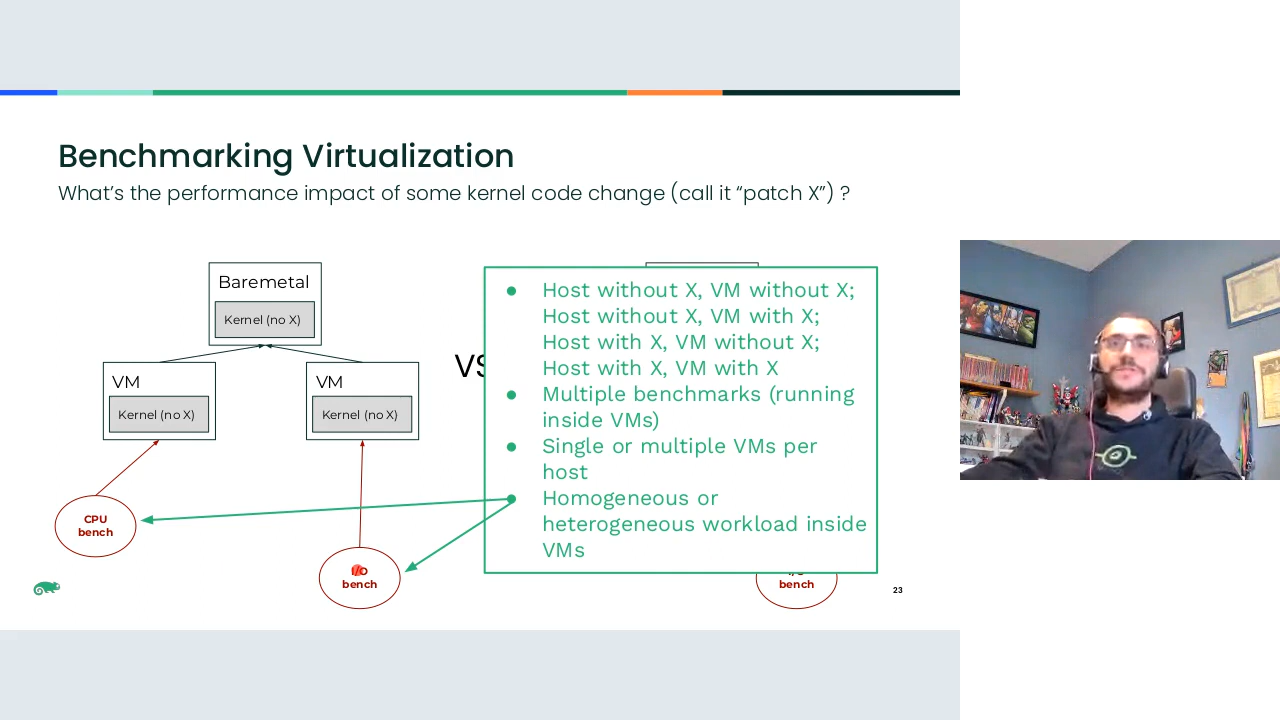 Benchmarking Virtualization
What's the performance impact of some kernel code change (call it “patch X”) ?
Baremetal
Kernel (no X)
VM
Kernel (no X)
VM
Kernel (no X)
CPU
bench
I/O
bench
VS
● Host without X, VM without X;
Host without X, VM with X;
Host with X, VM without X;
Host with X, VM with X
● Multiple benchmarks (running
inside VMs)
● Single or multiple VMs per
host
● Homogeneous or
heterogeneous workload inside
VMs
bench
23